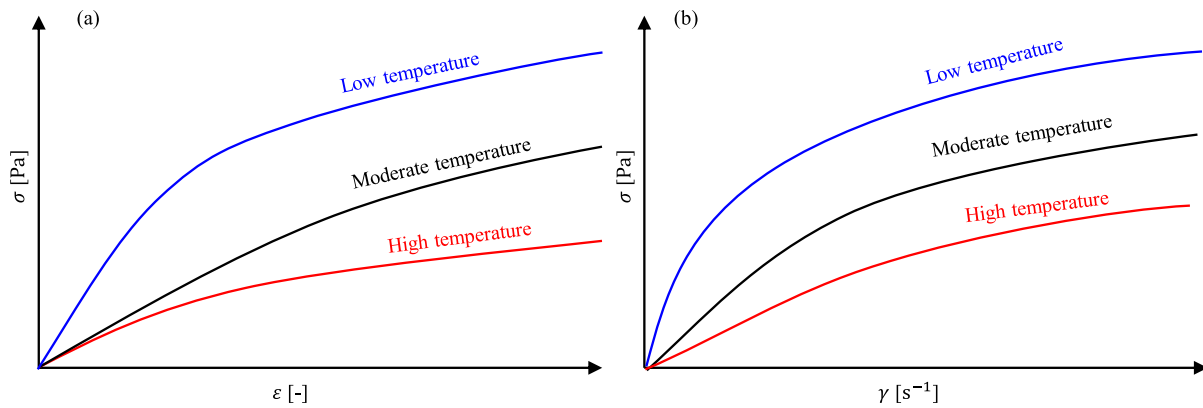 (a)
Low temperature
Moderate temperature
High temperature
σ [Pa]
ε [-]
(b)
Low temperature
Moderate temperature
High temperature
σ [Pa]
γ [s⁻¹]